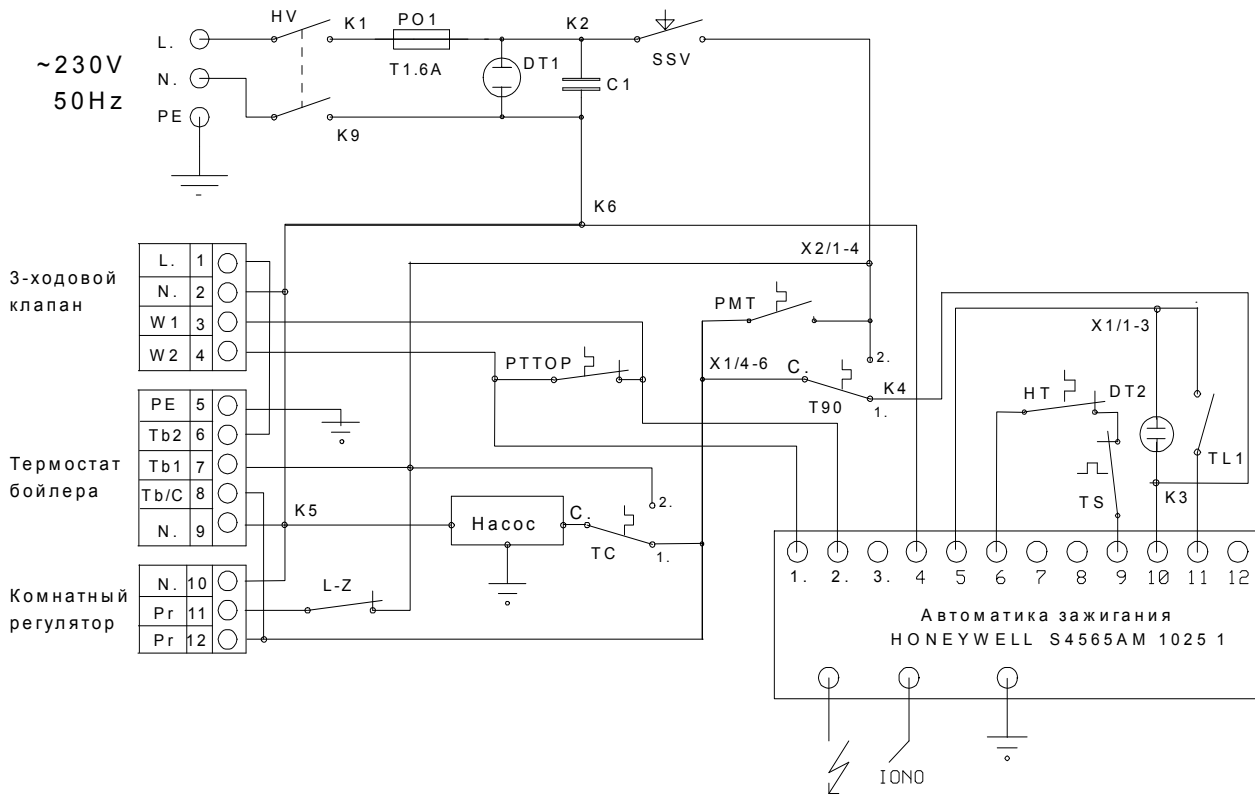 HV
K1
PO1
K2
L.
~230V
N.
50Hz
T1.6A
DT1
C1
SSV
PE
K9
K6
X2/1-4
3-ходовой
клапан
L. 1
N. 2
W1 3
W2 4
PMT
X1/1-3
PTTOP
X1/4-6
C.
2.
K4
T90
1.
HT
DT2
TL1
Термостат
бойлера
PE 5
Tb2 6
Tb1 7
Tb/C 8
N. 9
K5
Насос
C.
2.
TC
1.
TS
K3
Комнатный
регулятор
N. 10
Pr 11
Pr 12
L-Z
1. 2. 3. 4 5 6 7 8 9 10 11 12
Автоматика зажигания
HONEYWELL S4565AM 1025 1
IONO